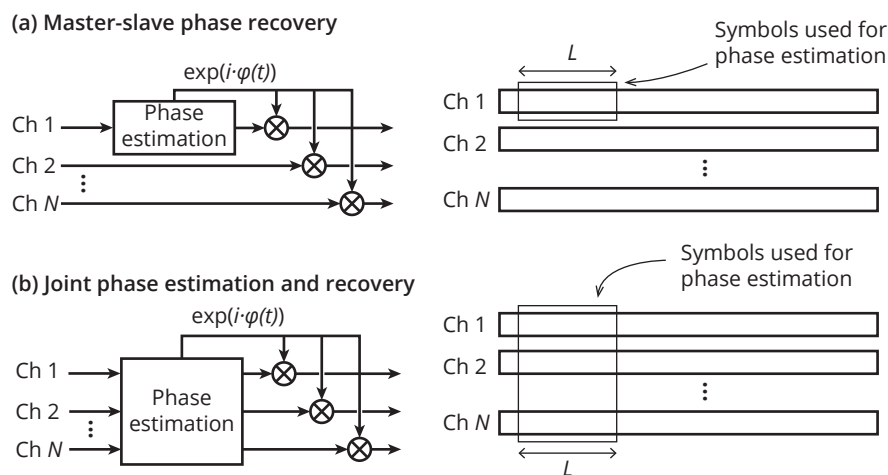 (a) Master-slave phase recovery
exp(i·φ(t))
Phase
estimation
Ch 1
Ch 2
⋮
Ch N
Symbols used for
phase estimation
L
Ch 1
Ch 2
⋮
Ch N
(b) Joint phase estimation and recovery
exp(i·φ(t))
Ch 1
Ch 2
⋮
Ch N
Phase
estimation
Symbols used for
phase estimation
Ch 1
Ch 2
⋮
Ch N
L